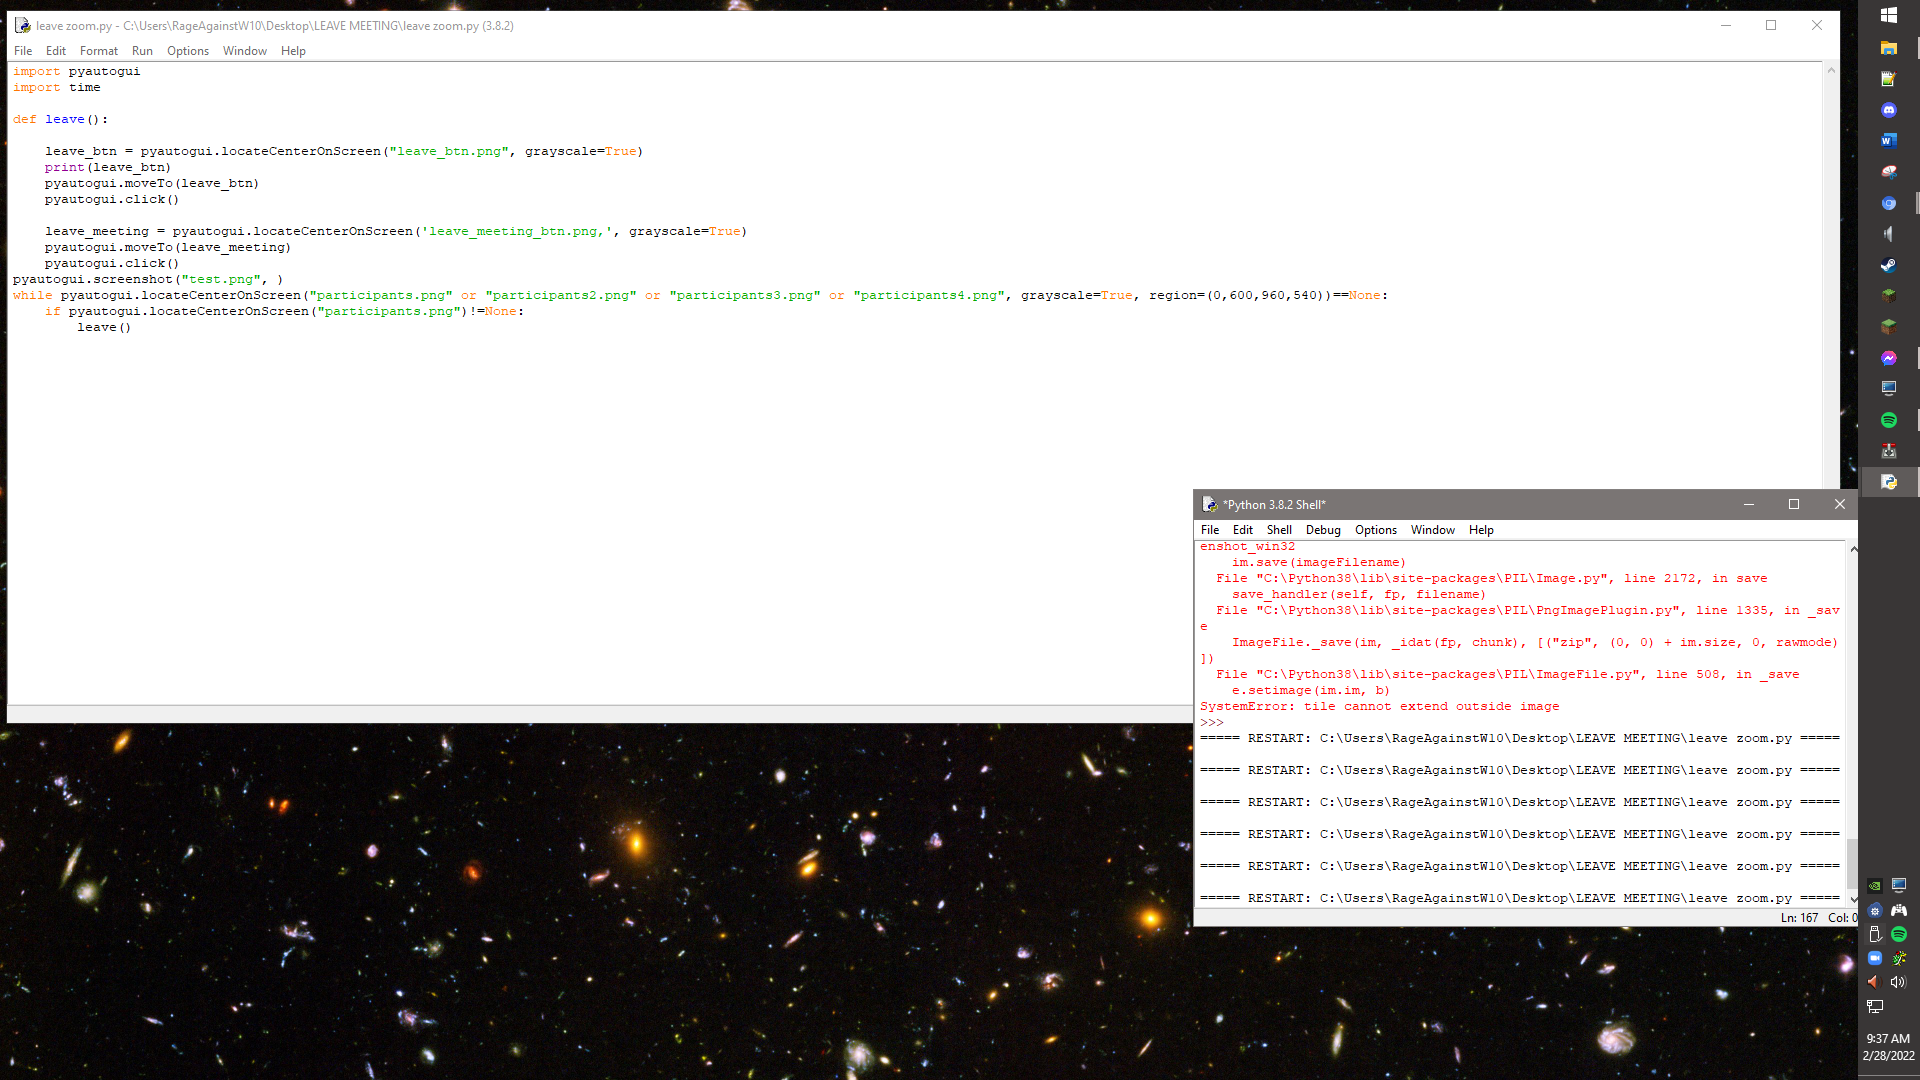 leave zoom.py - C:\Users\RageAgainstW10\Desktop\LEAVE MEETING\leave zoom.py (3.8.2)
File Edit Format Run Options Window Help
import pyautogui
import time
def leave():
leave_btn = pyautogui.locateCenterOnScreen("leave_btn.png", grayscale=True)
print(leave_btn)
pyautogui.moveTo(leave_btn)
pyautogui.click()
leave_meeting = pyautogui.locateCenterOnScreen('leave_meeting_btn.png,', grayscale=True)
pyautogui.moveTo(leave_meeting)
pyautogui.click()
pyautogui.screenshot("test.png", )
while pyautogui.locateCenterOnScreen("participants.png" or "participants2.png" or "participants3.png" or "participants4.png", grayscale=True, region=(0,600,960,540))==None:
if pyautogui.locateCenterOnScreen("participants.png")!=None:
leave()
*Python 3.8.2 Shell*
File Edit Shell Debug Options Window Help
enshot_win32
im.save(imageFilename)
File "C:\Python38\lib\site-packages\PIL\Image.py", line 2172, in save
save_handler(self, fp, filename)
File "C:\Python38\lib\site-packages\PIL\PngImagePlugin.py", line 1335, in _sav
e
ImageFile._save(im, _idat(fp, chunk), [("zip", (0, 0) + im.size, 0, rawmode)
])
File "C:\Python38\lib\site-packages\PIL\ImageFile.py", line 508, in _save
e.setimage(im.im, b)
SystemError: tile cannot extend outside image
>>>
===== RESTART: C:\Users\RageAgainstW10\Desktop\LEAVE MEETING\leave zoom.py =====
===== RESTART: C:\Users\RageAgainstW10\Desktop\LEAVE MEETING\leave zoom.py =====
===== RESTART: C:\Users\RageAgainstW10\Desktop\LEAVE MEETING\leave zoom.py =====
===== RESTART: C:\Users\RageAgainstW10\Desktop\LEAVE MEETING\leave zoom.py =====
===== RESTART: C:\Users\RageAgainstW10\Desktop\LEAVE MEETING\leave zoom.py =====
===== RESTART: C:\Users\RageAgainstW10\Desktop\LEAVE MEETING\leave zoom.py =====
Ln: 167 Col: 0
9:37 AM
2/28/2022